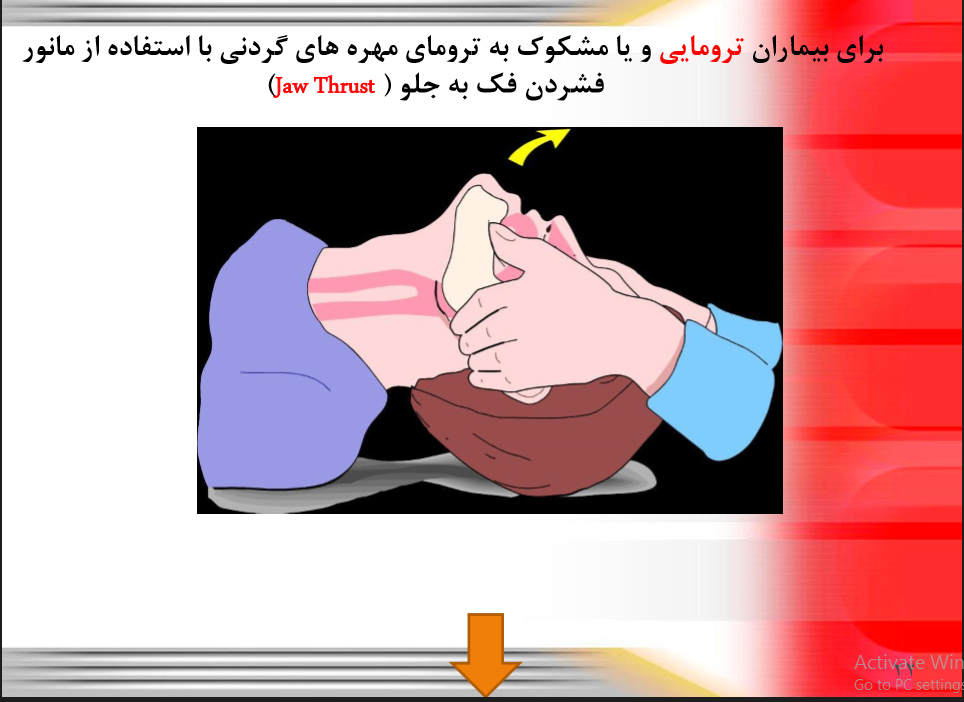 برای بیماران ترومایی و یا مشکوک به ترومای مهره های گردنی با استفاده از مانور
فشردن فک به جلو ( Jaw Thrust)
Activate Win
Go to PC settings